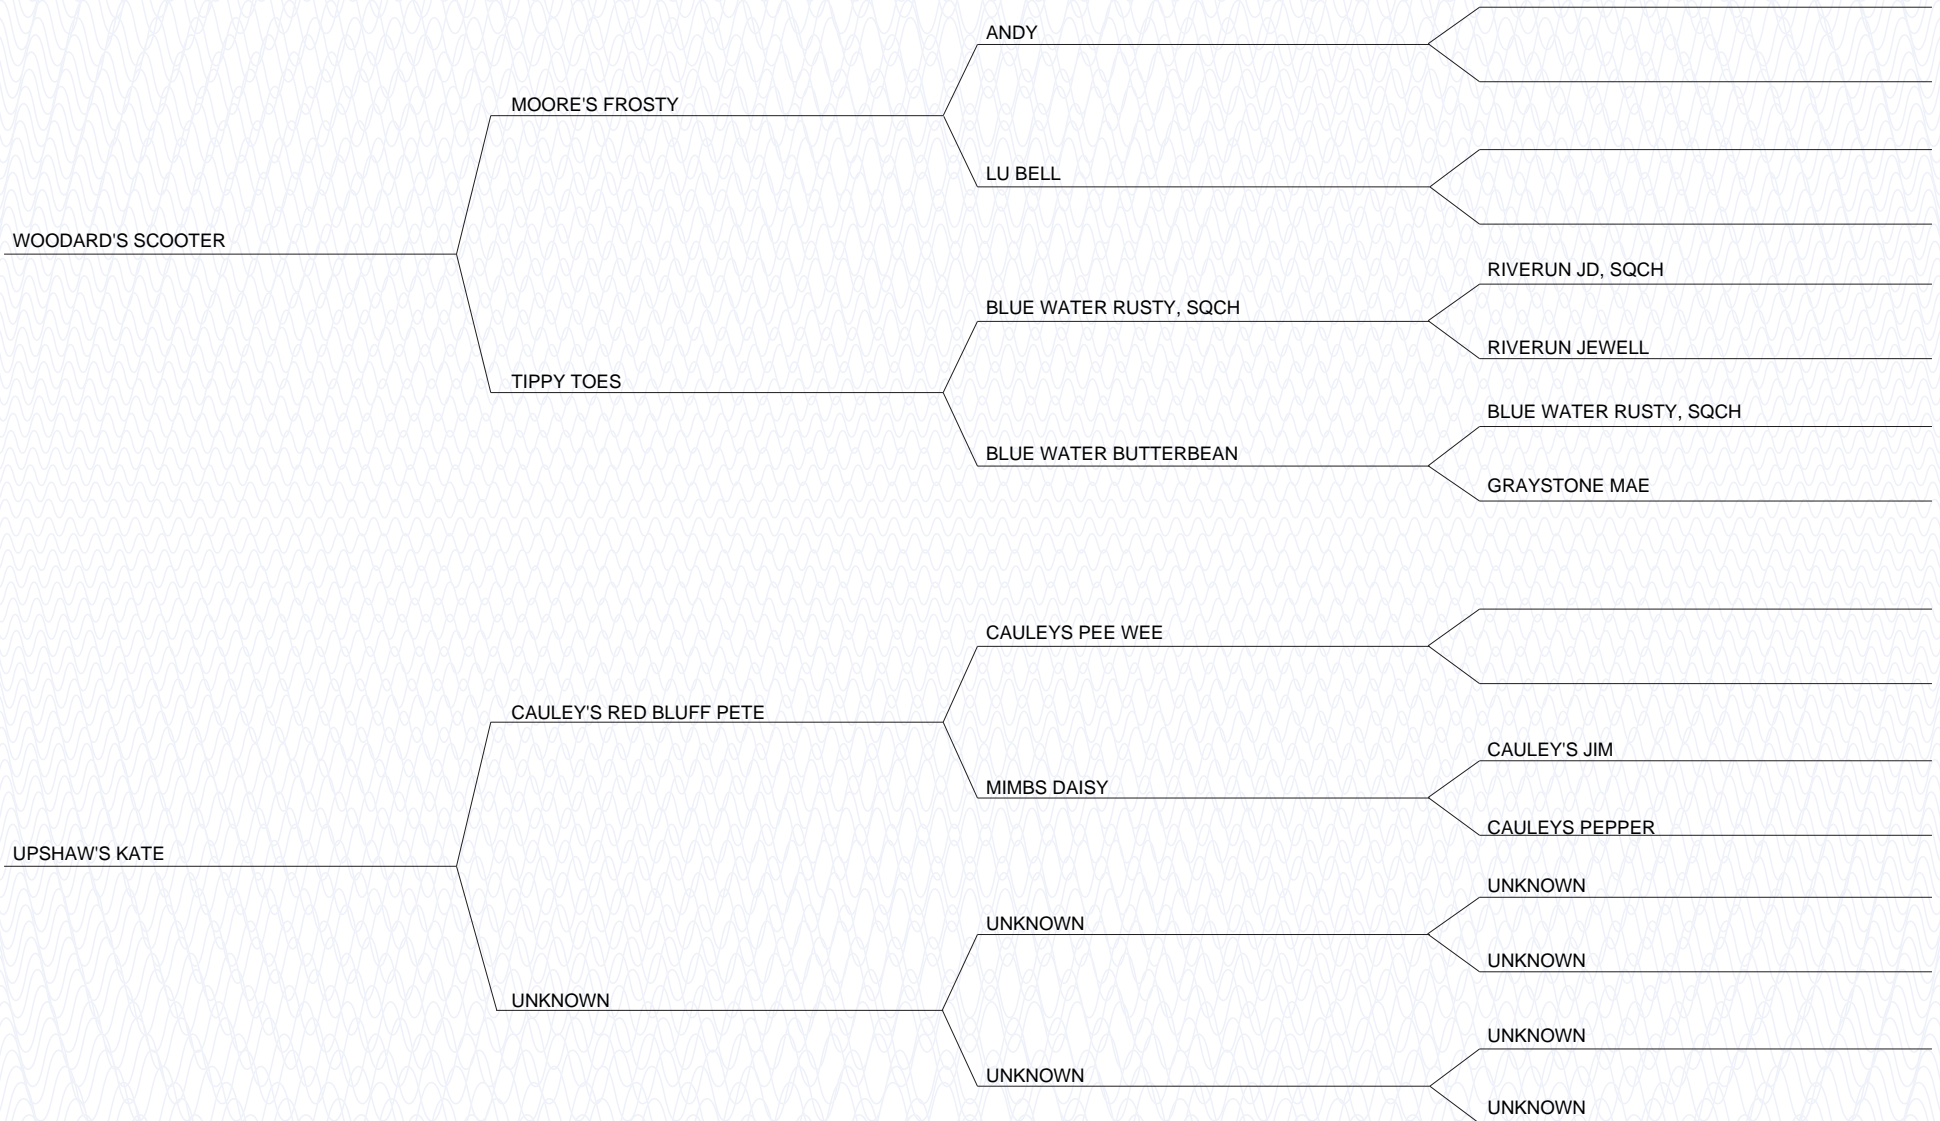 ANDY
MOORE'S FROSTY
LU BELL
WOODARD'S SCOOTER
RIVERUN JD, SQCH
BLUE WATER RUSTY, SQCH
RIVERUN JEWELL
TIPPY TOES
BLUE WATER RUSTY, SQCH
BLUE WATER BUTTERBEAN
GRAYSTONE MAE
CAULEYS PEE WEE
CAULEY'S RED BLUFF PETE
CAULEY'S JIM
MIMBS DAISY
CAULEYS PEPPER
UPSHAW'S KATE
UNKNOWN
UNKNOWN
UNKNOWN
UNKNOWN
UNKNOWN
UNKNOWN
UNKNOWN